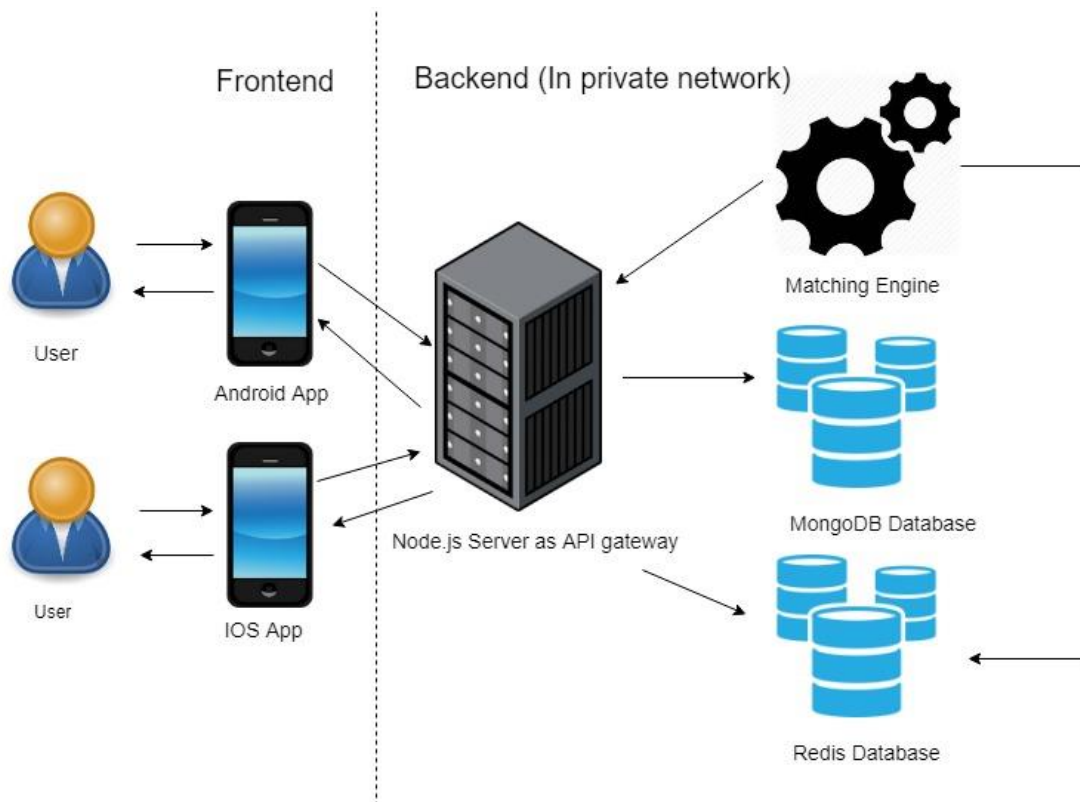 Frontend
Backend (In private network)
Matching Engine
User
Android App
MongoDB Database
Node.js Server as API gateway
User
IOS App
Redis Database